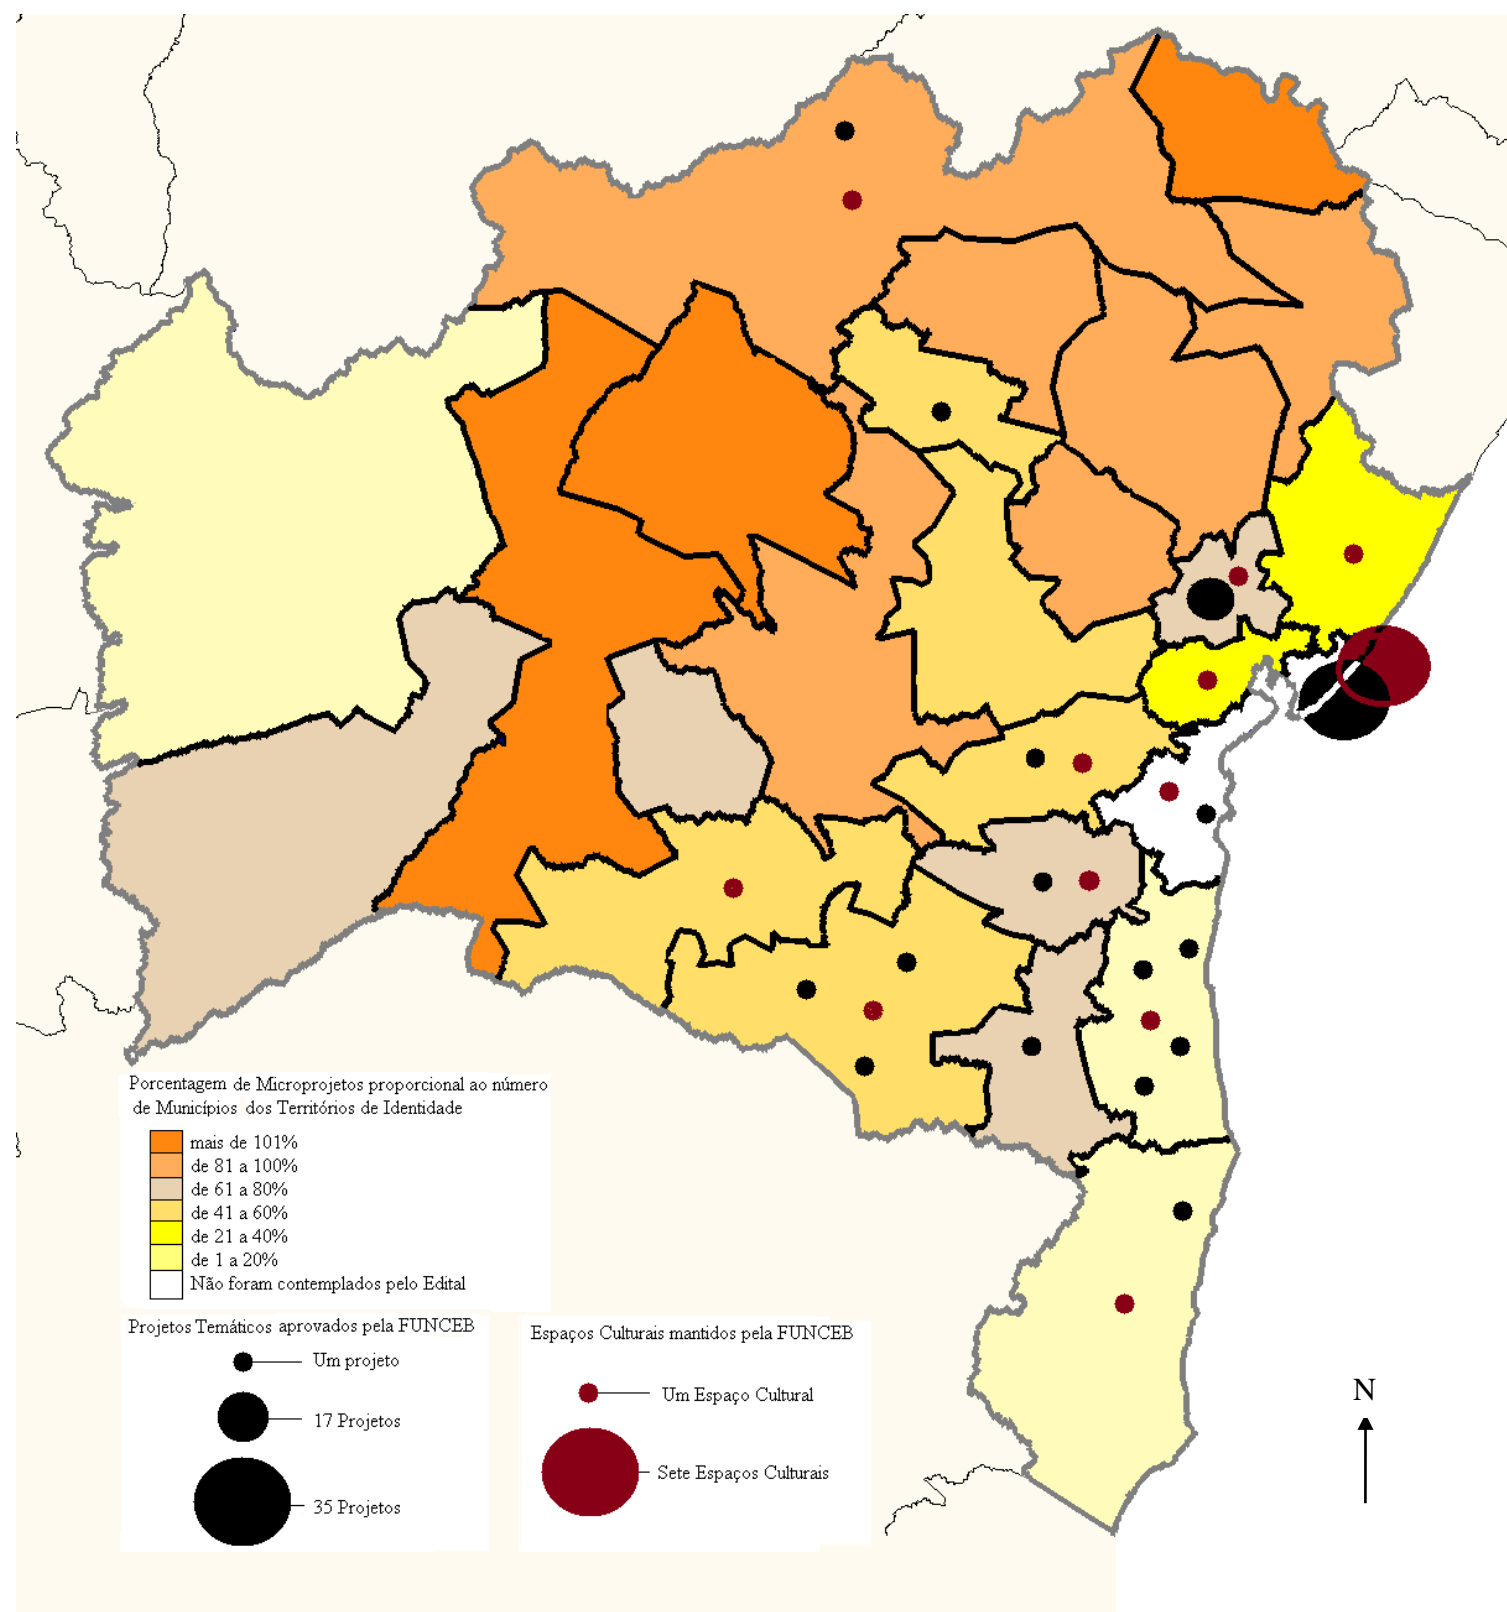 Porcentagem de Microprojetos proporcional ao número
de Municípios dos Territórios de Identidade
mais de 101%
de 81 a 100%
de 61 a 80%
de 41 a 60%
de 21 a 40%
de 1 a 20%
Não foram contemplados pelo Edital
Projetos Temáticos aprovados pela FUNCEB
Um projeto
17 Projetos
35 Projetos
Espaços Culturais mantidos pela FUNCEB
Um Espaço Cultural
Sete Espaços Culturais
N